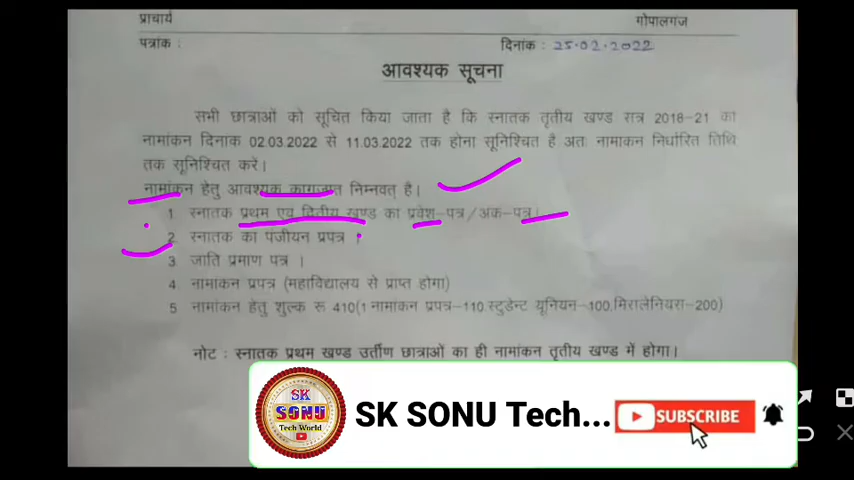 प्राचार्य गोपालगंज
पत्रांक : दिनांक : 25.02.2022
आवश्यक सूचना
सभी छात्राओं को सूचित किया जाता है कि स्नातक तृतीय खण्ड सत्र 2018-21 का
नामांकन दिनाक 02.03.2022 से 11.03.2022 तक होना सूनिश्चित है अतः नामाकन निर्धारित तिथि
तक सूनिश्चित करें।
नामांकन हेतु आवश्यक कागजात निम्नवत् है।
1 स्नातक प्रथम एवं द्वितीय खण्ड का प्रवेश-पत्र/अंक-पत्र।
2 स्नातक का पंजीयन प्रपत्र ।
3 जाति प्रमाण पत्र ।
4 नामांकन प्रपत्र (महाविद्यालय से प्राप्त होगा)
5 नामांकन हेतु शुल्क रू 410(1 नामांकन प्रपत्र-110,स्टुडेन्ट यूनियन-100,मिसलेनियस-200)
नोट : स्नातक प्रथम खण्ड उर्तीण छात्राओं का ही नामांकन तृतीय खण्ड में होगा।
SK
SONU
Tech World
SK SONU Tech...
SUBSCRIBE